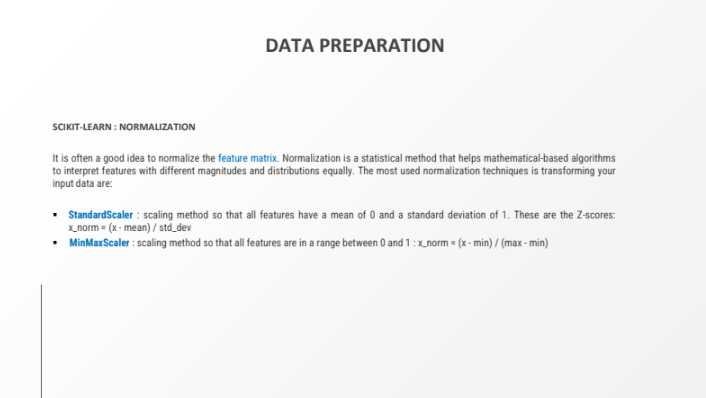 DATA PREPARATION
SCIKIT-LEARN : NORMALIZATION
It is often a good idea to normalize the feature matrix. Normalization is a statistical method that helps mathematical-based algorithms
to interpret features with different magnitudes and distributions equally. The most used normalization techniques is transforming your
input data are:
▪ StandardScaler : scaling method so that all features have a mean of 0 and a standard deviation of 1. These are the Z-scores:
x_norm = (x - mean) / std_dev
▪ MinMaxScaler : scaling method so that all features are in a range between 0 and 1 : x_norm = (x - min) / (max - min)